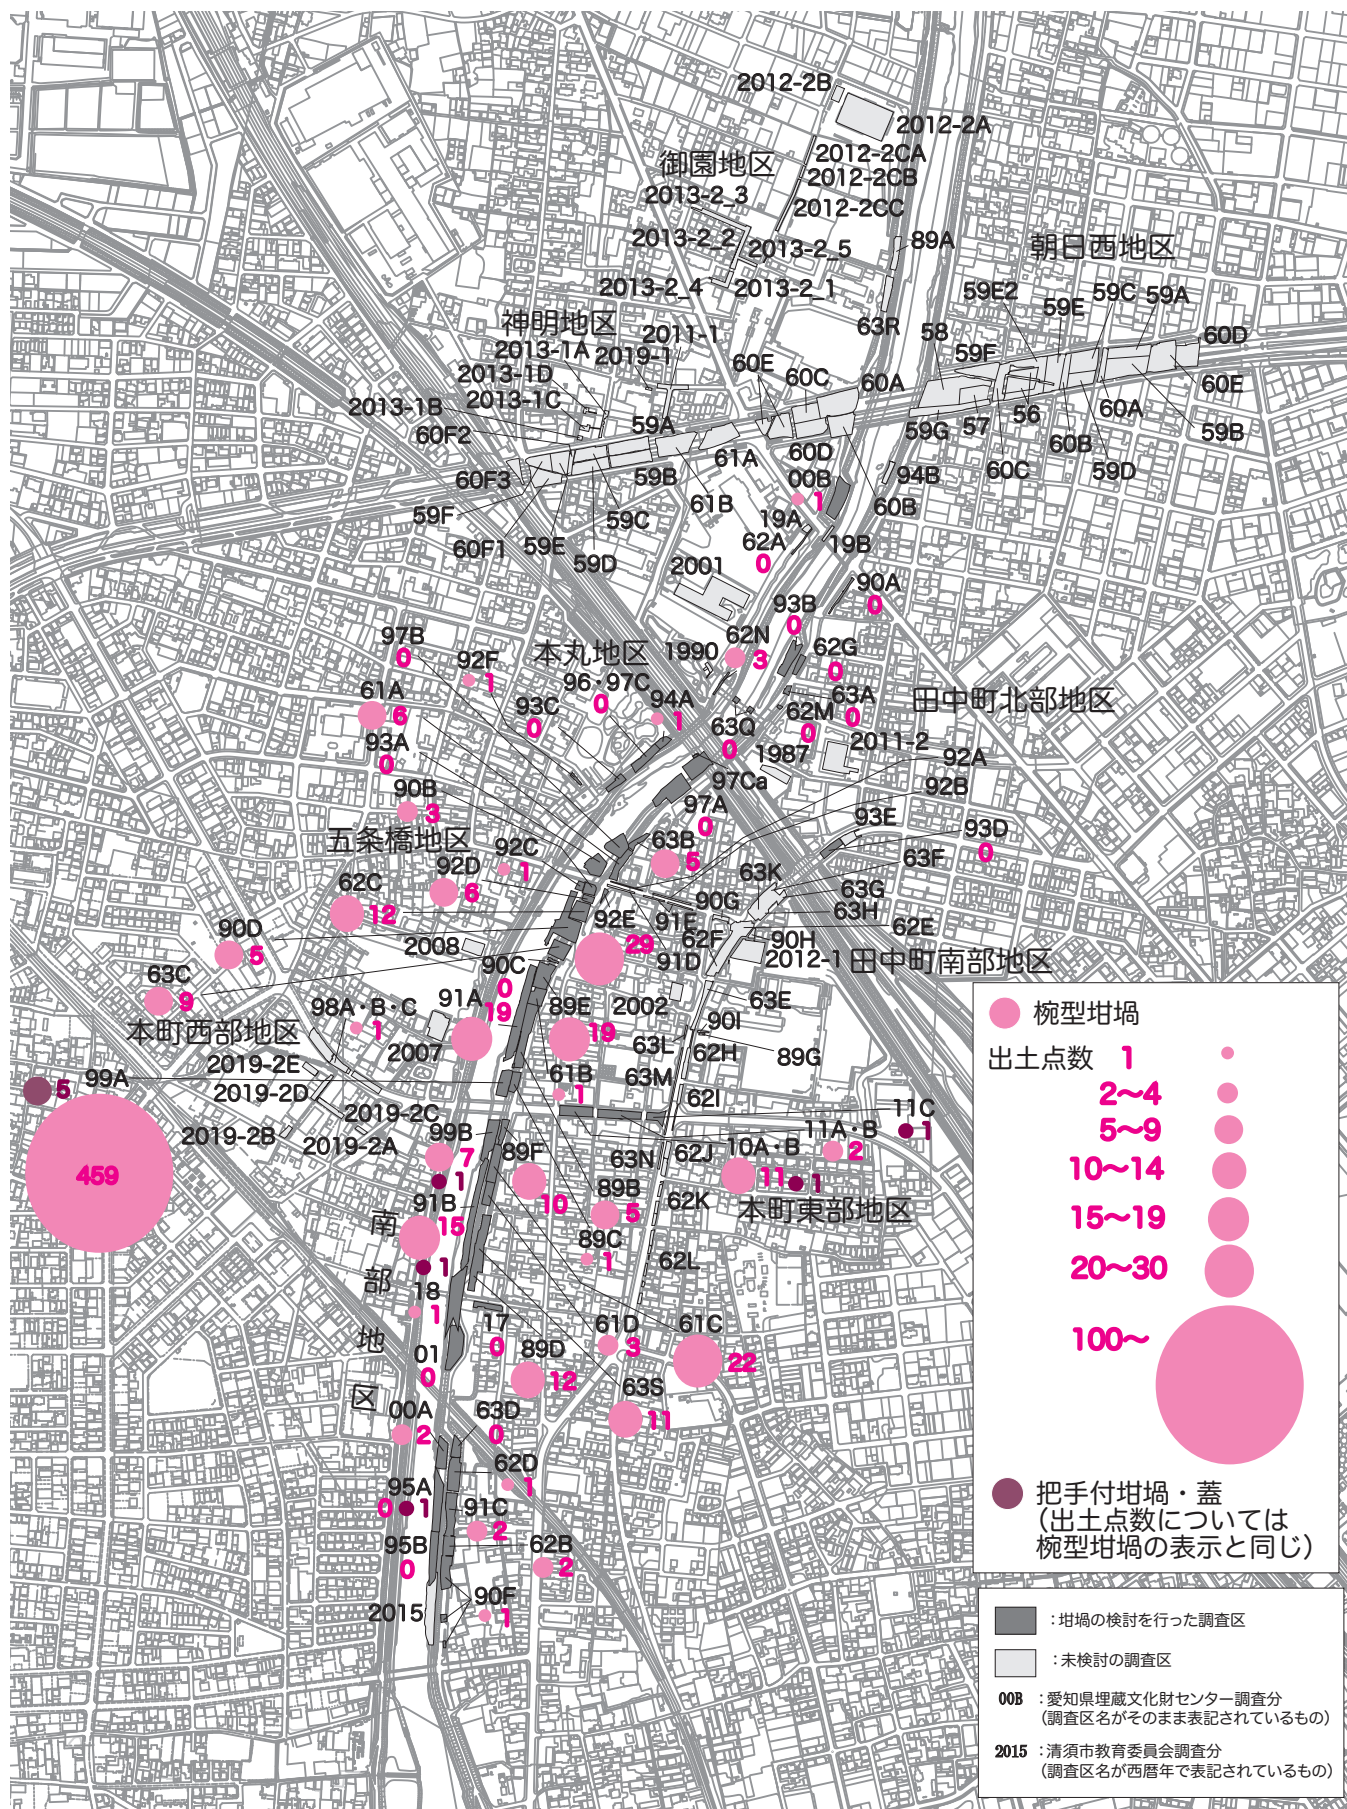 2012-2B
2012-2A
2012-2CA
御園地区
2012-2CB
2013-2_3
2012-2CC
2013-2_2
2013-2_5
89A
朝日西地区
2013-2_4
2013-2_1
59E2
59E
59C
59A
神明地区
2011-1
63R
58
60D
2013-1A
2019-1
59F
2013-1D
60E
60C
60A
60E
2013-1C
2013-1B
59A
56
60A
60F2
59G
57
60B
59B
60D
61A
60F3
59B
00B
94B
60C
59D
1
59F
59C
61B
19A
60B
60F1
59E
62A
19B
59D
2001
0
90A
93B
0
97B
0
62N
62G
0
92F
本丸地区
1990
3
0
61A
1
96・97C
94A
63A
田中町北部地区
6
93C
0
1
62M
0
0
63Q
0
93A
0
1987
2011-2
92A
0
97Ca
90B
97A
92B
3
0
93E
93D
五条橋地区
63B
0
92C
5
63F
92D
1
63K
62C
6
90G
63G
12
91E
63H
90D
92E
62F
62E
5
29
90H
2008
91D
2012-1
田中町南部地区
63C
90C
9
0
63E
98A・B・C
91A
89E
2002
本町西部地区
19
90I
1
19
63L
2007
62H
89G
2019-2E
61B
99A
63M
5
1
2019-2D
62I
11C
2019-2C
1
2019-2B
2019-2A
99B
11A・B
459
7
89F
10A・B
2
63N
62J
1
11
1
10
89B
91B
5
62K
本町東部地区
南
15
89C
1
1
62L
部
18
1
17
61D
61C
地
0
3
01
89D
22
0
12
63S
区
00A
63D
11
2
0
62D
95A
1
0
1
91C
2
95B
62B
0
2
90F
2015
1
椀型坩堝
出土点数
1
2〜4
5〜9
10〜14
15〜19
20〜30
100〜
把手付坩堝・蓋
（出土点数については
椀型坩堝の表示と同じ）
：坩堝の検討を行った調査区
：未検討の調査区
00B ：愛知県埋蔵文化財センター調査分
（調査区名がそのまま表記されているもの）
2015 ：清須市教育委員会調査分
（調査区名が西暦年で表記されているもの）